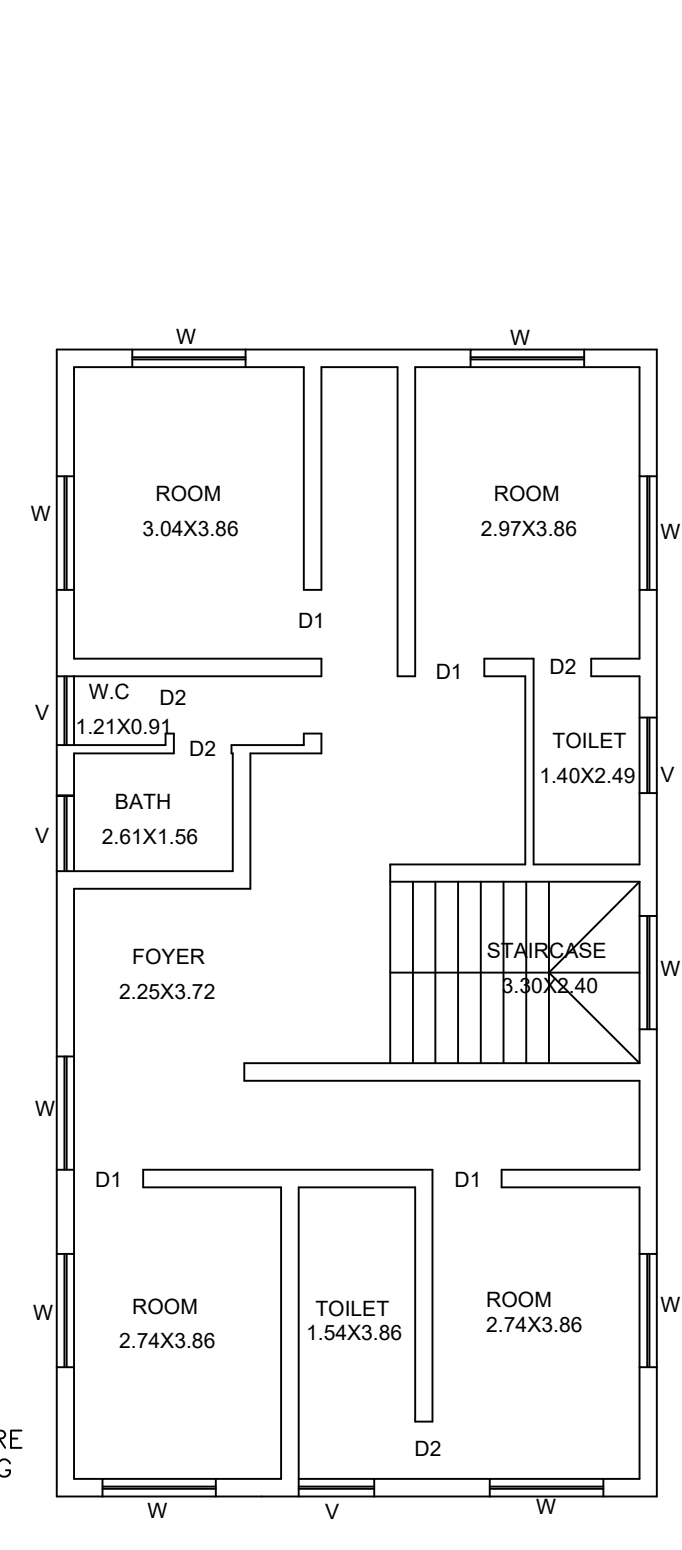 W
W
ROOM
3.04X3.86
ROOM
2.97X3.86
W
W
D1
D1
D2
W.C
D2
1.21X0.91
V
D2
TOILET
1.40X2.49
V
BATH
2.61X1.56
V
FOYER
2.25X3.72
STAIRCASE
3.30X2.40
W
W
D1
D1
ROOM
2.74X3.86
TOILET
1.54X3.86
ROOM
2.74X3.86
W
W
RE
G
D2
W
V
W